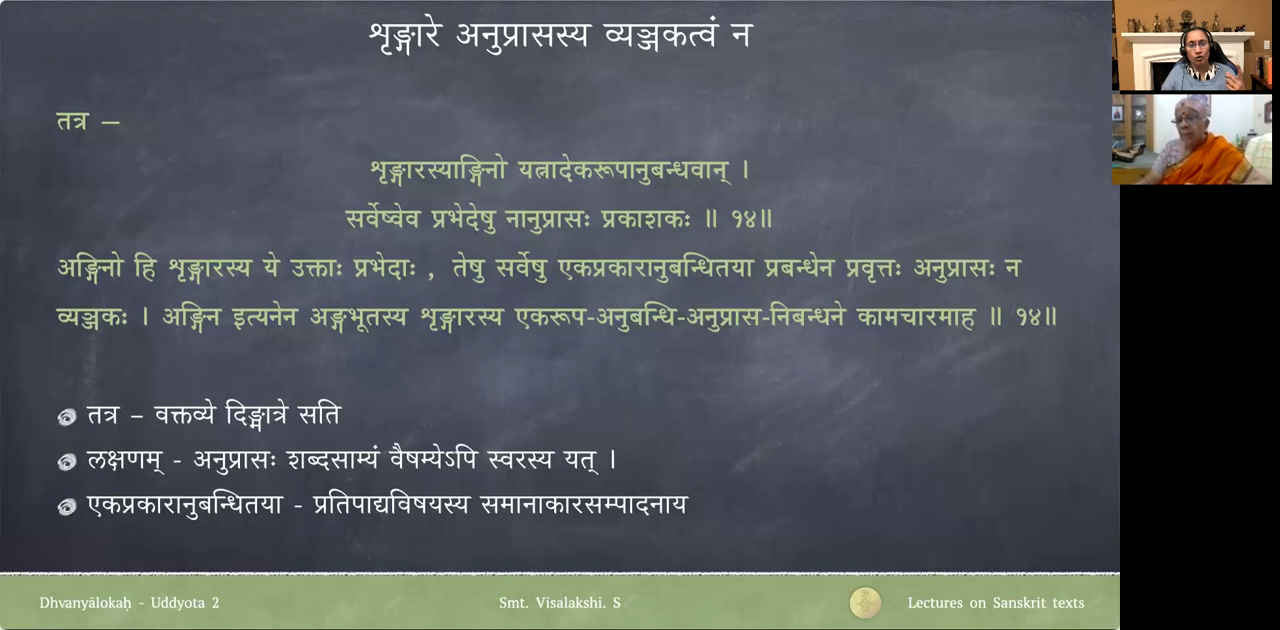 शृङ्गारे अनुप्रासस्य व्यञ्जकत्वं न
तत्र –
शृङ्गारस्याङ्गिनो यत्नादेकरूपानुबन्धवान् ।
सर्वेष्वेव प्रभेदेषु नानुप्रासः प्रकाशकः ॥ १४॥
अङ्गिनो हि शृङ्गारस्य ये उक्ताः प्रभेदाः , तेषु सर्वेषु एकप्रकारानुबन्धितया प्रबन्धेन प्रवृत्तः अनुप्रासः न
व्यञ्जकः । अङ्गिन इत्यनेन अङ्गभूतस्य शृङ्गारस्य एकरूप-अनुबन्धि-अनुप्रास-निबन्धने कामचारमाह ॥ १४॥
तत्र – वक्तव्ये दिङ्मात्रे सति
लक्षणम् - अनुप्रासः शब्दसाम्यं वैषम्येऽपि स्वरस्य यत् ।
एकप्रकारानुबन्धितया - प्रतिपाद्यविषयस्य समानाकारसम्पादनाय
Dhvanyālokaḥ - Uddyota 2
Smt. Visalakshi. S
Lectures on Sanskrit texts